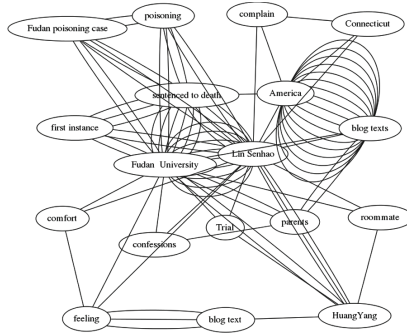 complain
poisoning
Connecticut
Fudan poisoning case
sentenced to death
America
first instance
blog texts
Lin Senhao
Fudan University
comfort
Trial
parents
roommate
confessions
feeling
blog text
HuangYang